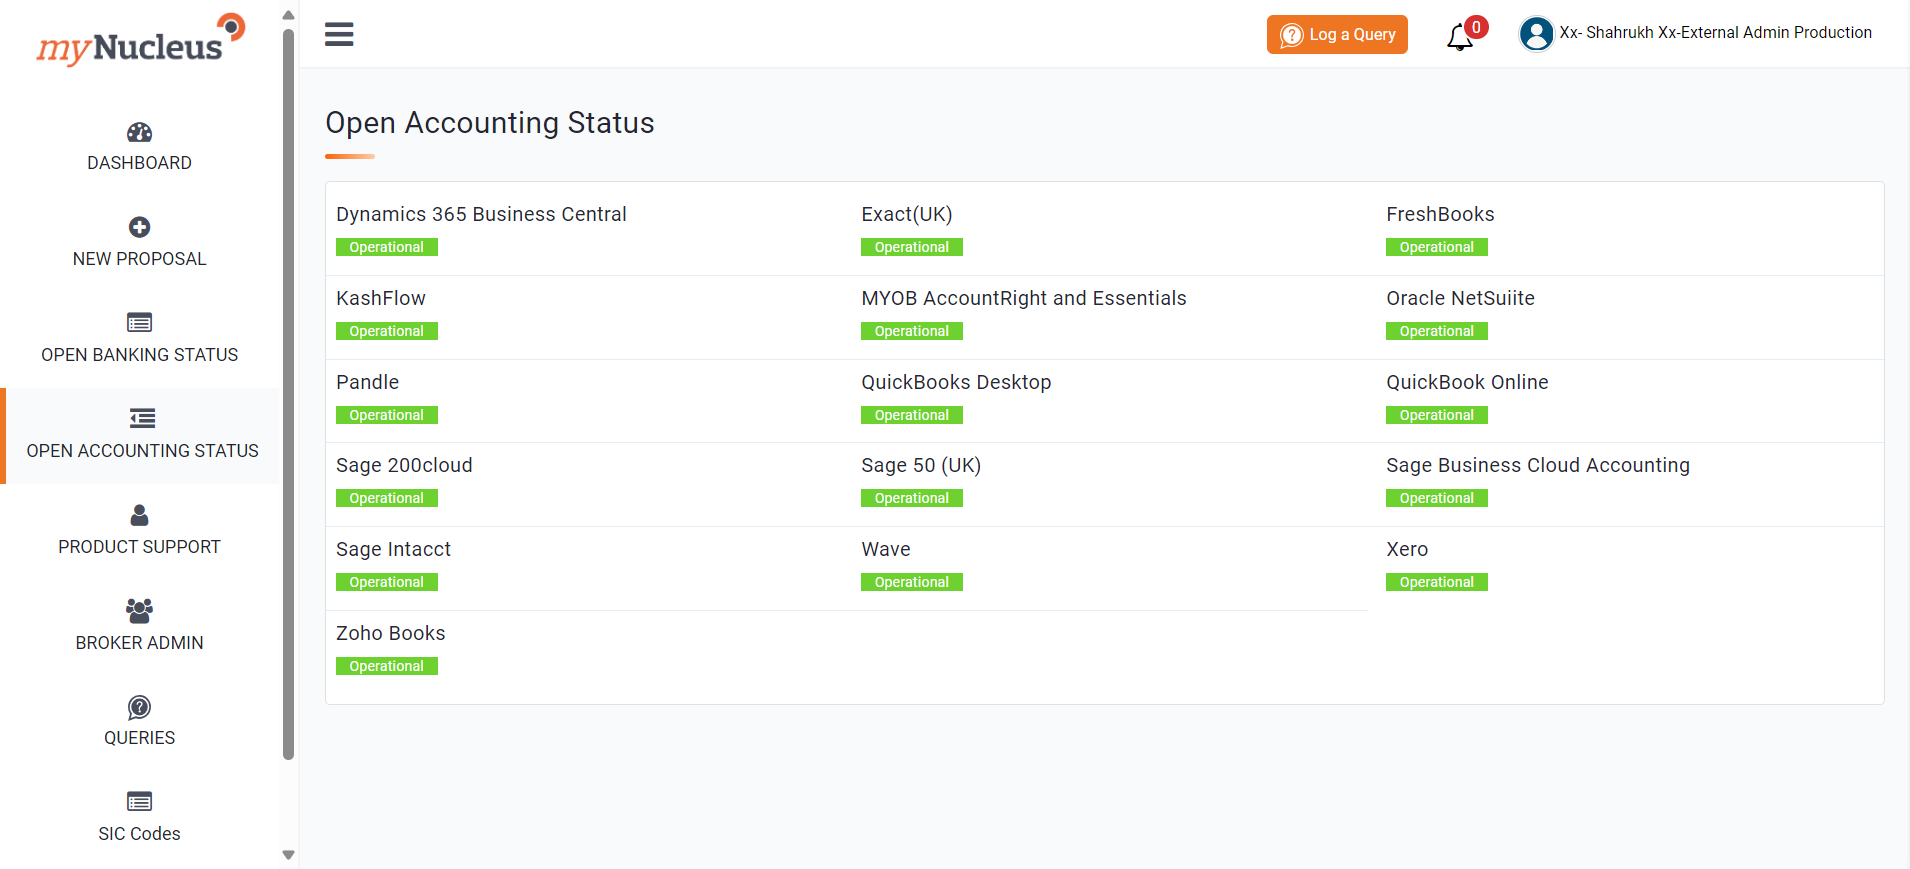 myNucleus
DASHBOARD
NEW PROPOSAL
OPEN BANKING STATUS
OPEN ACCOUNTING STATUS
PRODUCT SUPPORT
BROKER ADMIN
QUERIES
SIC Codes
Log a Query
0
Xx- Shahrukh Xx-External Admin Production
Open Accounting Status
Dynamics 365 Business Central
Operational
Exact(UK)
Operational
FreshBooks
Operational
KashFlow
Operational
MYOB AccountRight and Essentials
Operational
Oracle NetSuiite
Operational
Pandle
Operational
QuickBooks Desktop
Operational
QuickBook Online
Operational
Sage 200cloud
Operational
Sage 50 (UK)
Operational
Sage Business Cloud Accounting
Operational
Sage Intacct
Operational
Wave
Operational
Xero
Operational
Zoho Books
Operational